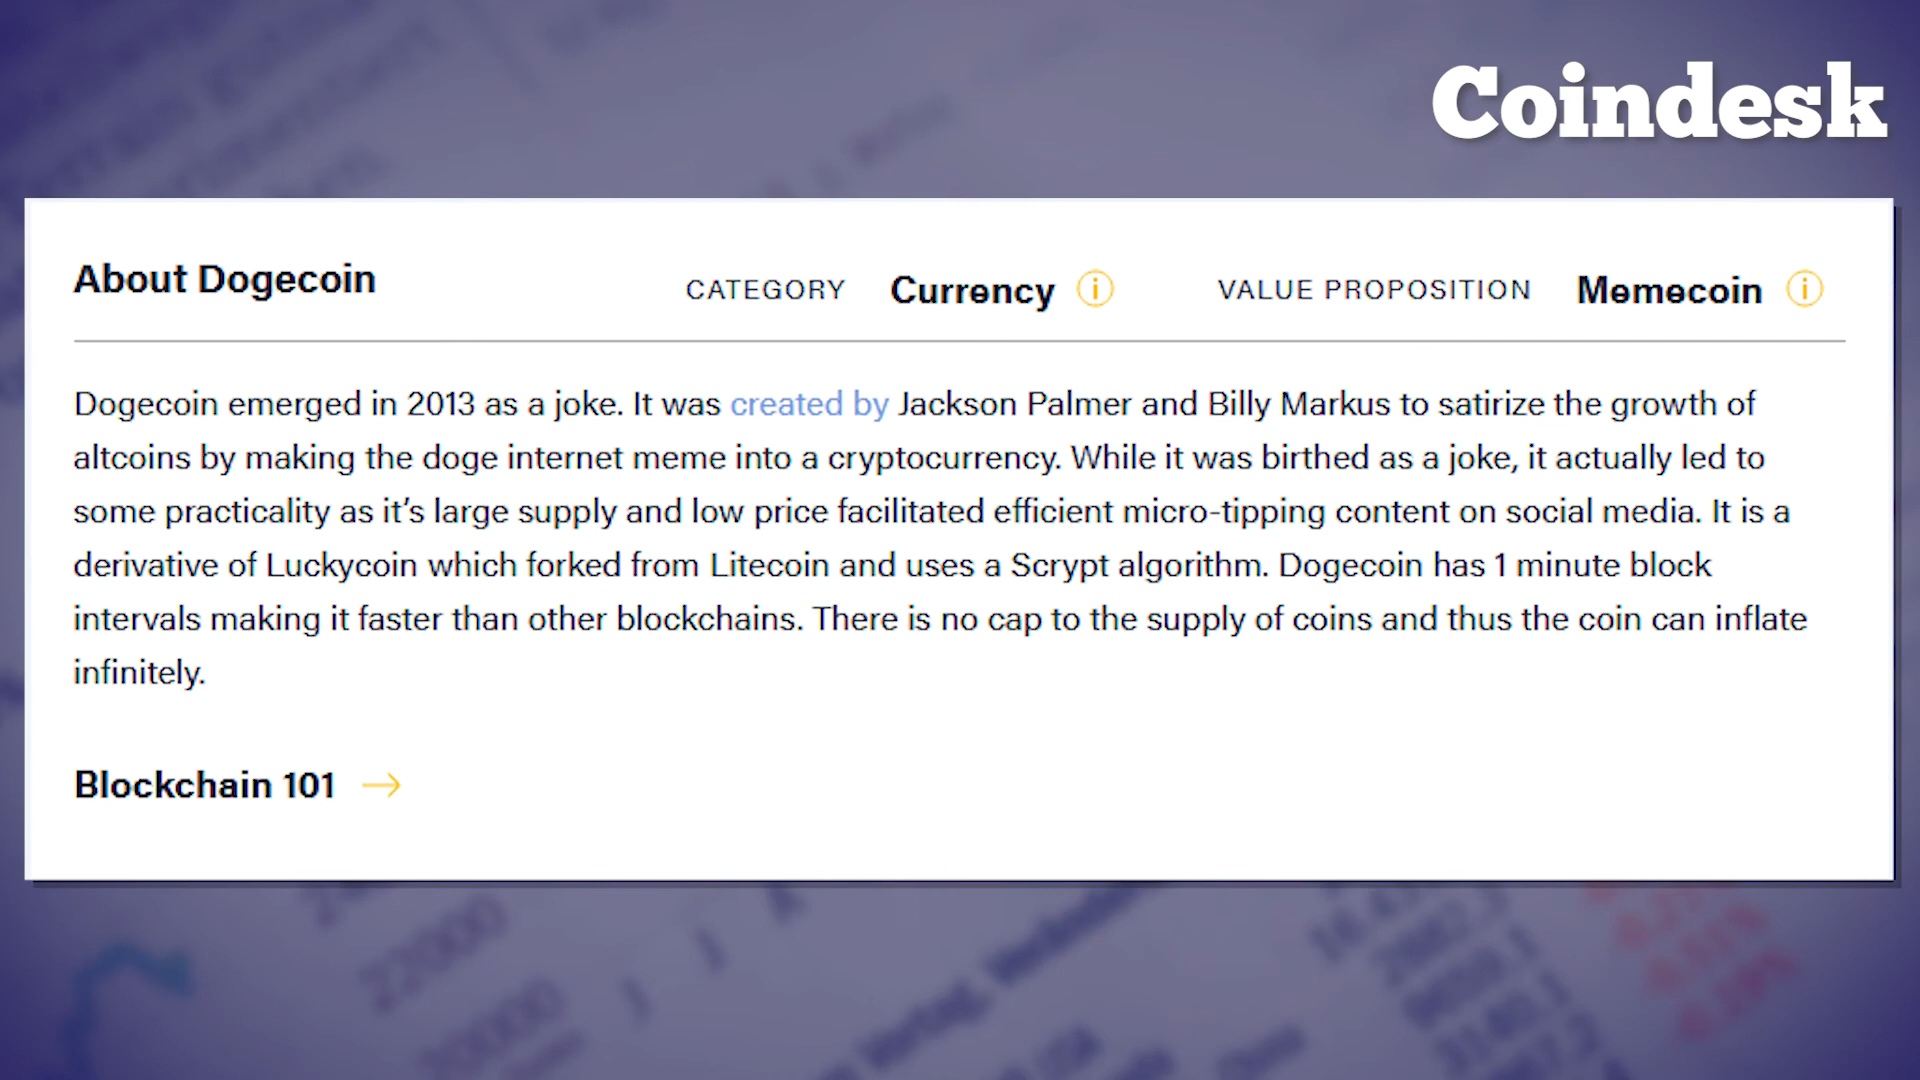 Coindesk
About Dogecoin CATEGORY Currency VALUE PROPOSITION Memecoin
Dogecoin emerged in 2013 as a joke. It was created by Jackson Palmer and Billy Markus to satirize the growth of
altcoins by making the doge internet meme into a cryptocurrency. While it was birthed as a joke, it actually led to
some practicality as it's large supply and low price facilitated efficient micro-tipping content on social media. It is a
derivative of Luckycoin which forked from Litecoin and uses a Scrypt algorithm. Dogecoin has 1 minute block
intervals making it faster than other blockchains. There is no cap to the supply of coins and thus the coin can inflate
infinitely.
Blockchain 101 →
22000
20000